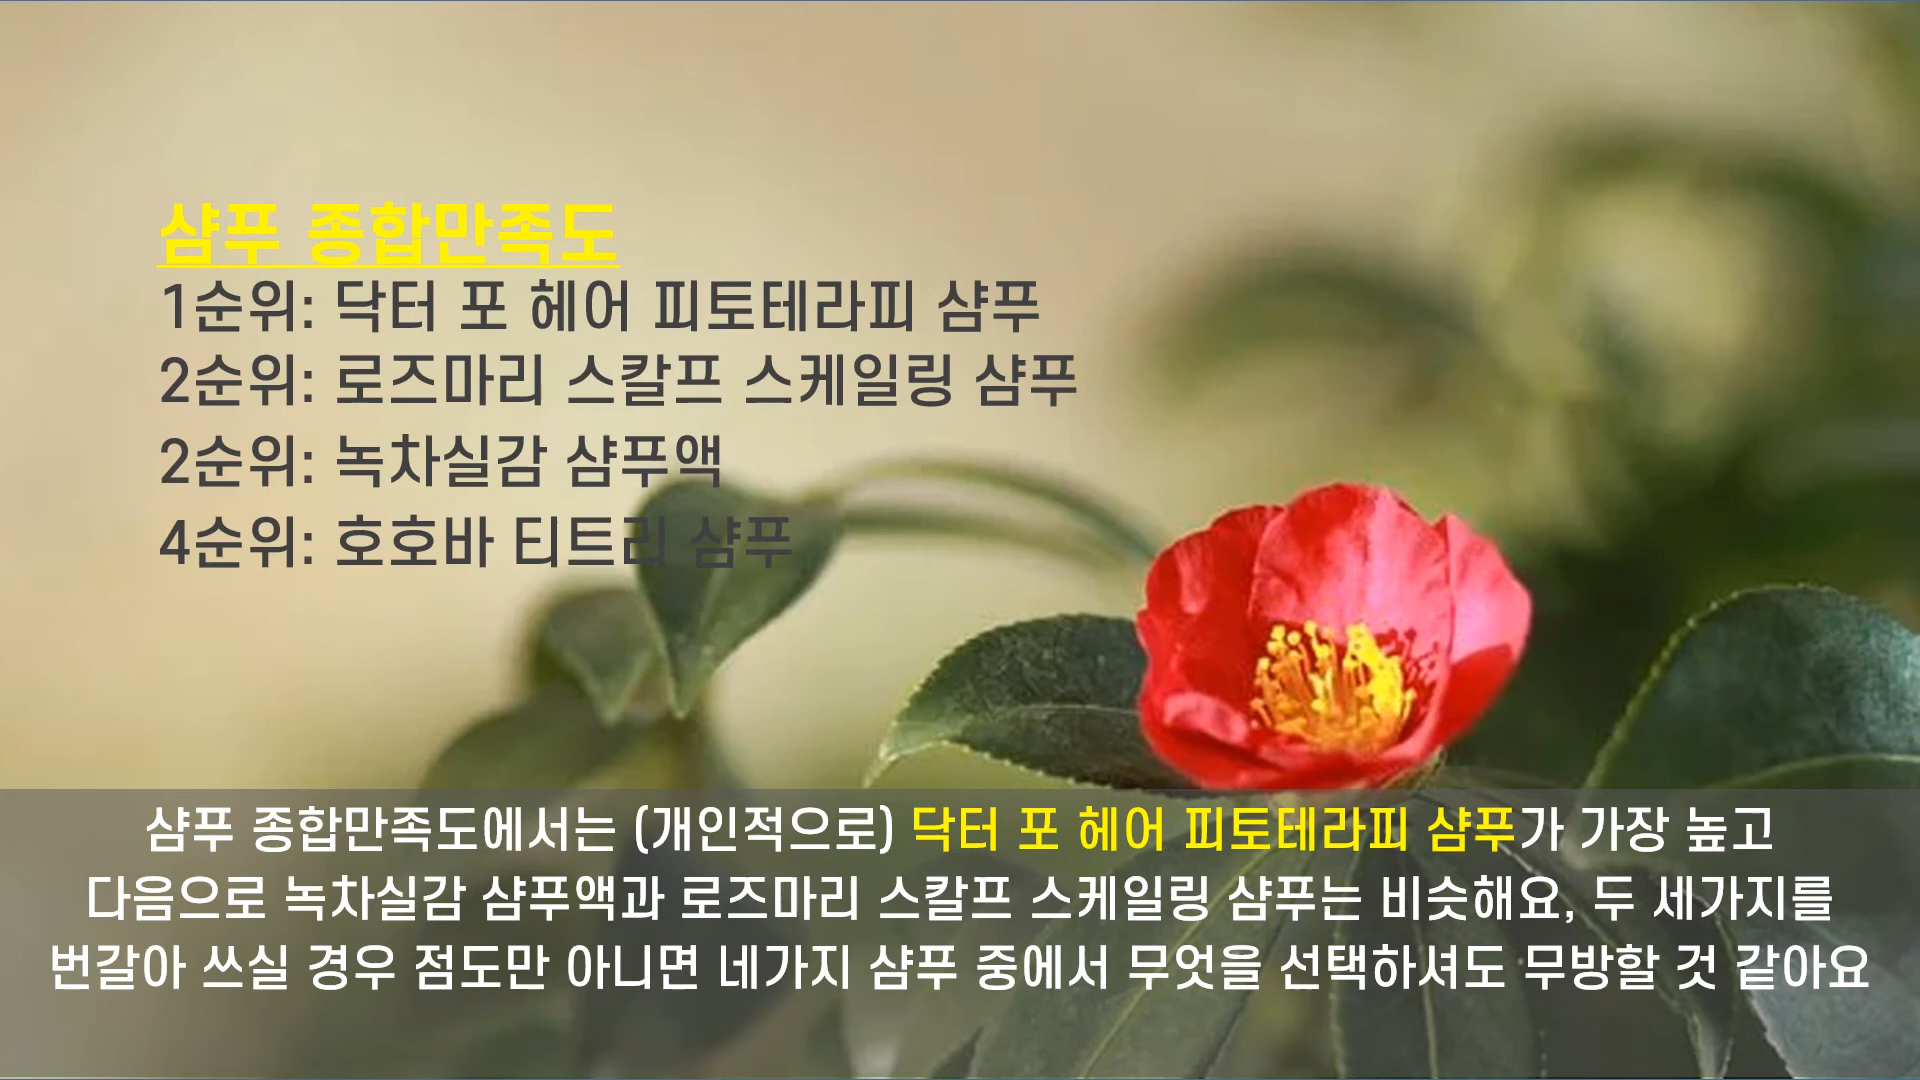 샴푸 종합만족도
1순위: 닥터 포 헤어 피토테라피 샴푸
2순위: 로즈마리 스칼프 스케일링 샴푸
2순위: 녹차실감 샴푸액
4순위: 호호바 티트리 샴푸
샴푸 종합만족도에서는 (개인적으로) 닥터 포 헤어 피토테라피 샴푸가 가장 높고
다음으로 녹차실감 샴푸액과 로즈마리 스칼프 스케일링 샴푸는 비슷해요, 두 세가지를
번갈아 쓰실 경우 점도만 아니면 네가지 샴푸 중에서 무엇을 선택하셔도 무방할 것 같아요